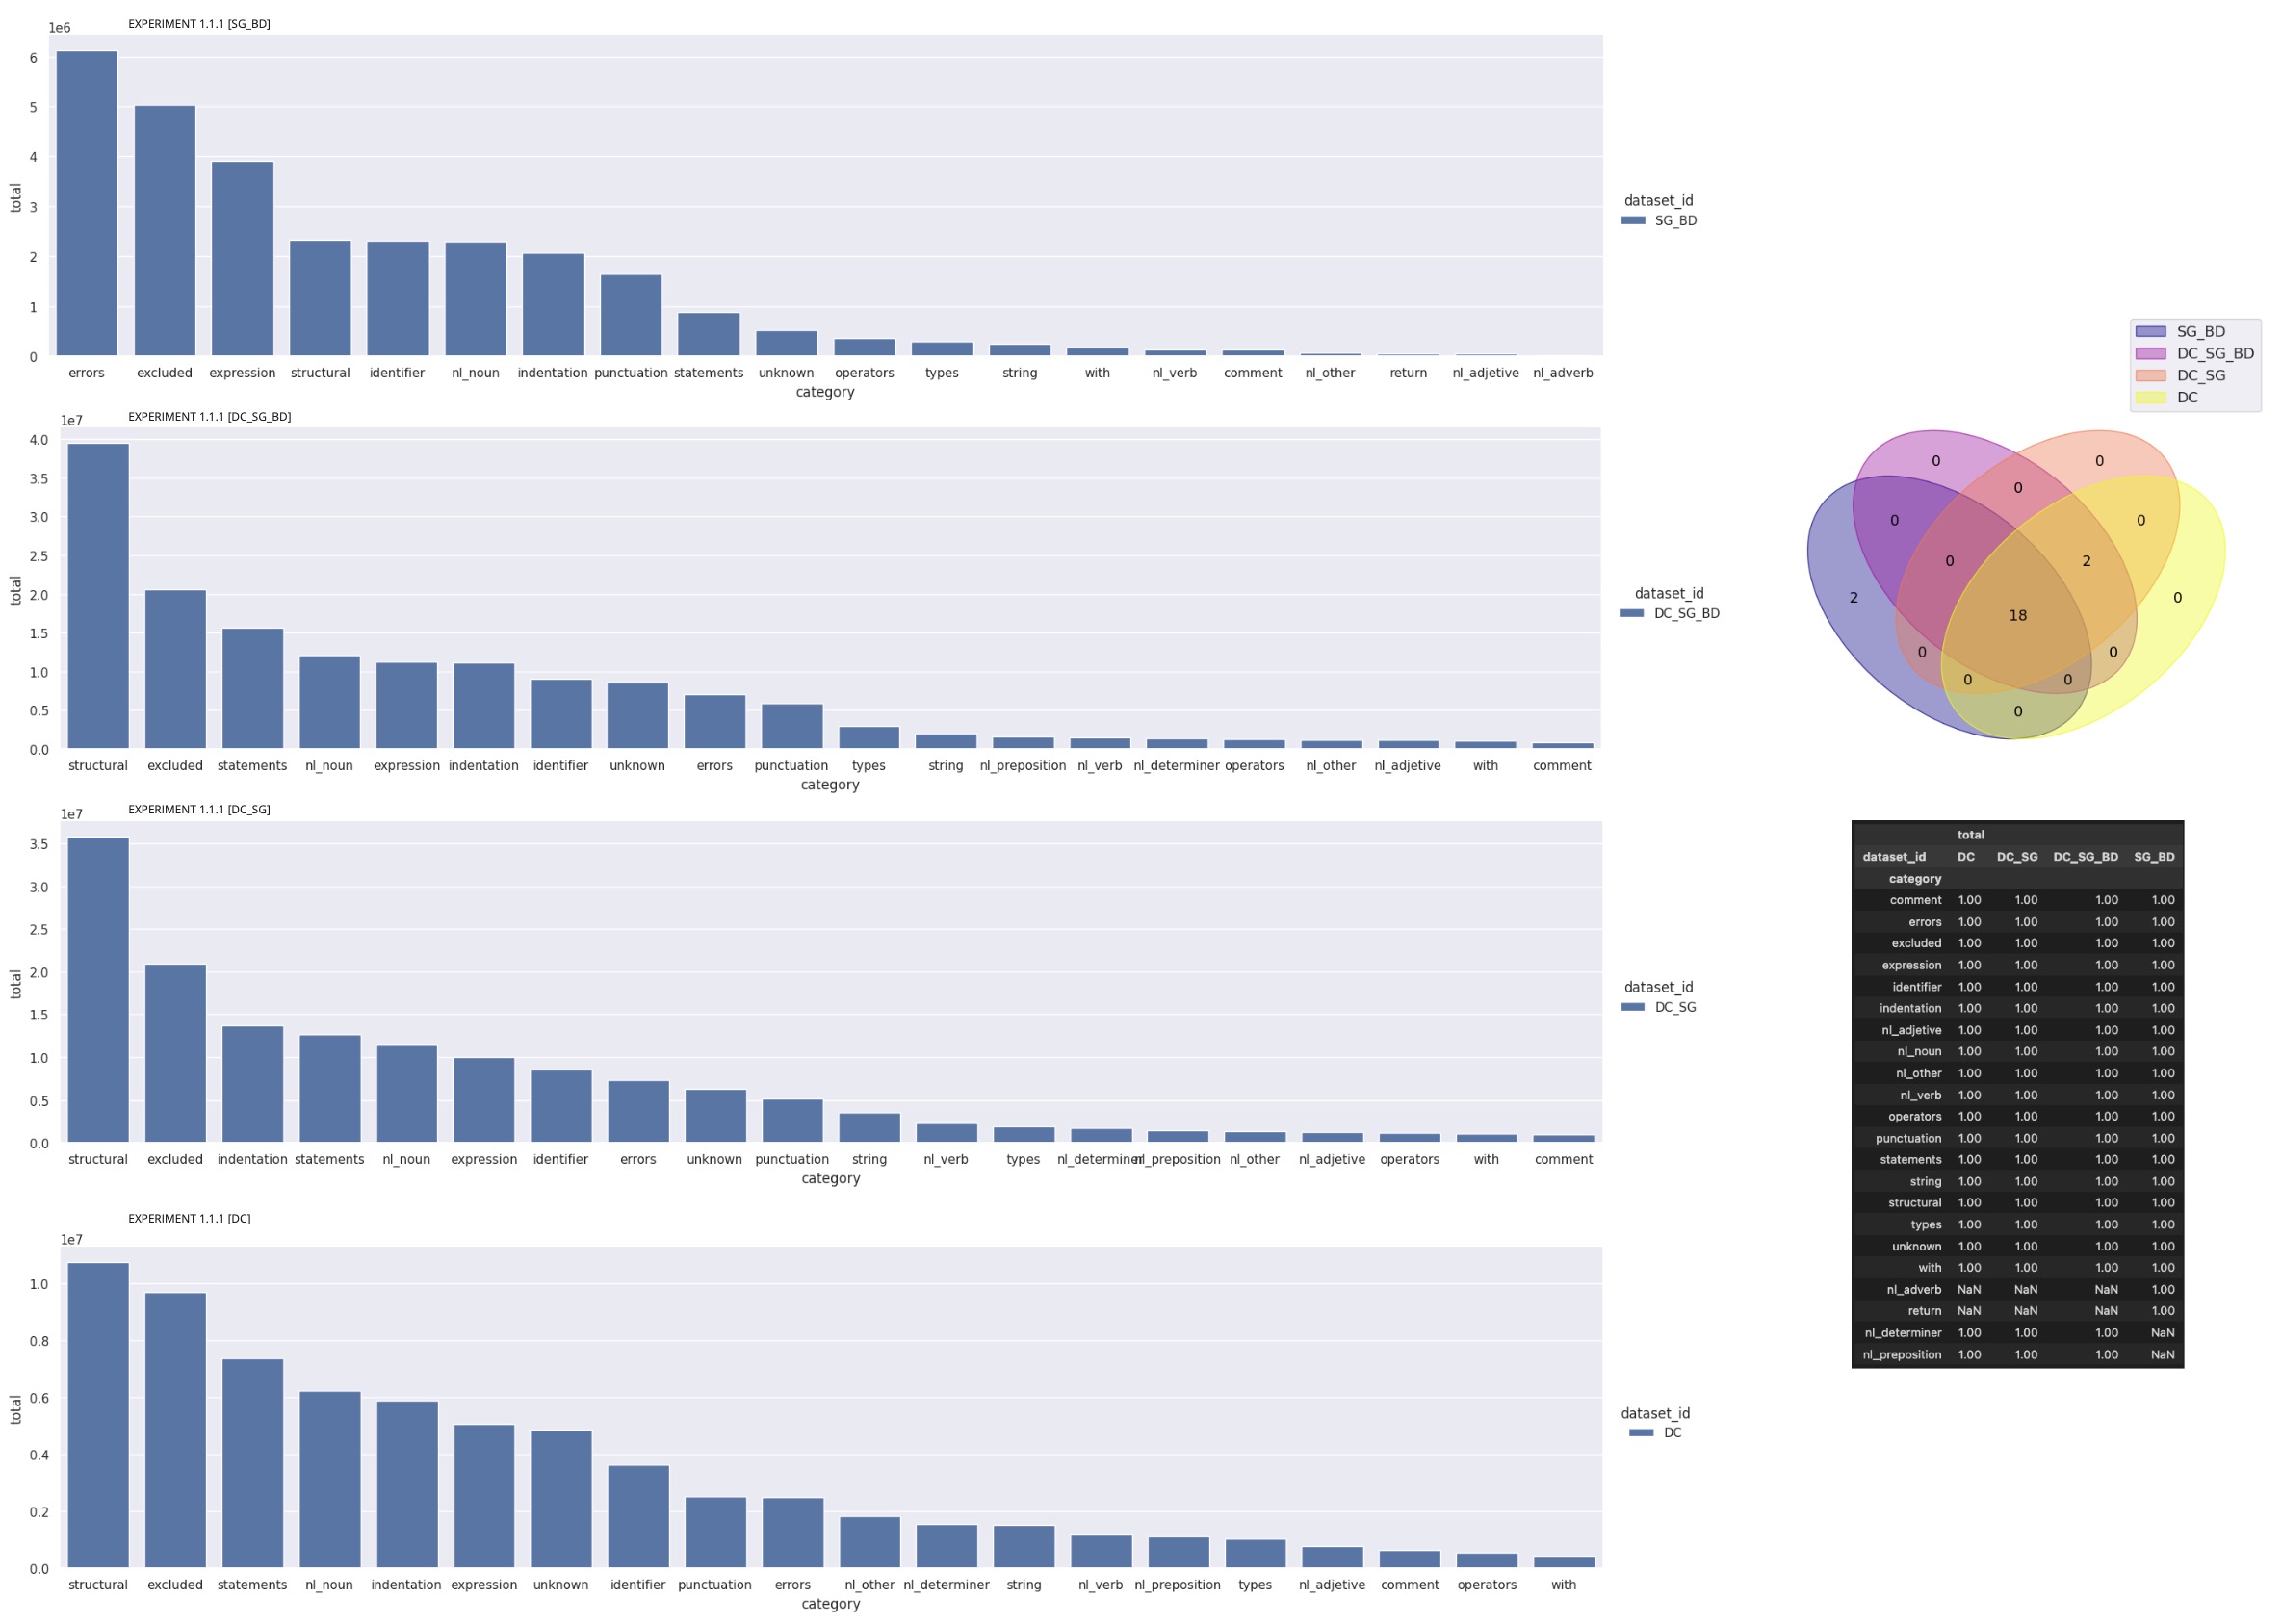 EXPERIMENT 1.1.1 [SG_BD]
1e6
6
5
4
3
2
1
0
total
errors excluded expression structural identifier nl_noun indentation punctuation statements unknown operators types string with nl_verb comment nl_other return nl_adjetive nl_adverb
category
dataset_id
SG_BD
EXPERIMENT 1.1.1 [DC_SG_BD]
1e7
4.0
3.5
3.0
2.5
2.0
1.5
1.0
0.5
0.0
total
structural excluded statements nl_noun expression indentation identifier unknown errors punctuation types string nl_preposition nl_verb nl_determiner operators nl_other nl_adjetive with comment
category
dataset_id
DC_SG_BD
EXPERIMENT 1.1.1 [DC_SG]
1e7
3.5
3.0
2.5
2.0
1.5
1.0
0.5
0.0
total
structural excluded indentation statements nl_noun expression identifier errors unknown punctuation string nl_verb types nl_determiner nl_preposition nl_other nl_adjetive operators with comment
category
dataset_id
DC_SG
EXPERIMENT 1.1.1 [DC]
1e7
1.0
0.8
0.6
0.4
0.2
0.0
total
structural excluded statements nl_noun indentation expression unknown identifier punctuation errors nl_other nl_determiner string nl_verb nl_preposition types nl_adjetive comment operators with
category
dataset_id
DC
SG_BD
DC_SG_BD
DC_SG
DC
0 0
0
0 0
0 2
2 0
18
0 0
0 0
0
total
dataset_id DC DC_SG DC_SG_BD SG_BD
category
comment 1.00 1.00 1.00 1.00
errors 1.00 1.00 1.00 1.00
excluded 1.00 1.00 1.00 1.00
expression 1.00 1.00 1.00 1.00
identifier 1.00 1.00 1.00 1.00
indentation 1.00 1.00 1.00 1.00
nl_adjetive 1.00 1.00 1.00 1.00
nl_noun 1.00 1.00 1.00 1.00
nl_other 1.00 1.00 1.00 1.00
nl_verb 1.00 1.00 1.00 1.00
operators 1.00 1.00 1.00 1.00
punctuation 1.00 1.00 1.00 1.00
statements 1.00 1.00 1.00 1.00
string 1.00 1.00 1.00 1.00
structural 1.00 1.00 1.00 1.00
types 1.00 1.00 1.00 1.00
unknown 1.00 1.00 1.00 1.00
with 1.00 1.00 1.00 1.00
nl_adverb NaN NaN NaN 1.00
return NaN NaN NaN 1.00
nl_determiner 1.00 1.00 1.00 NaN
nl_preposition 1.00 1.00 1.00 NaN